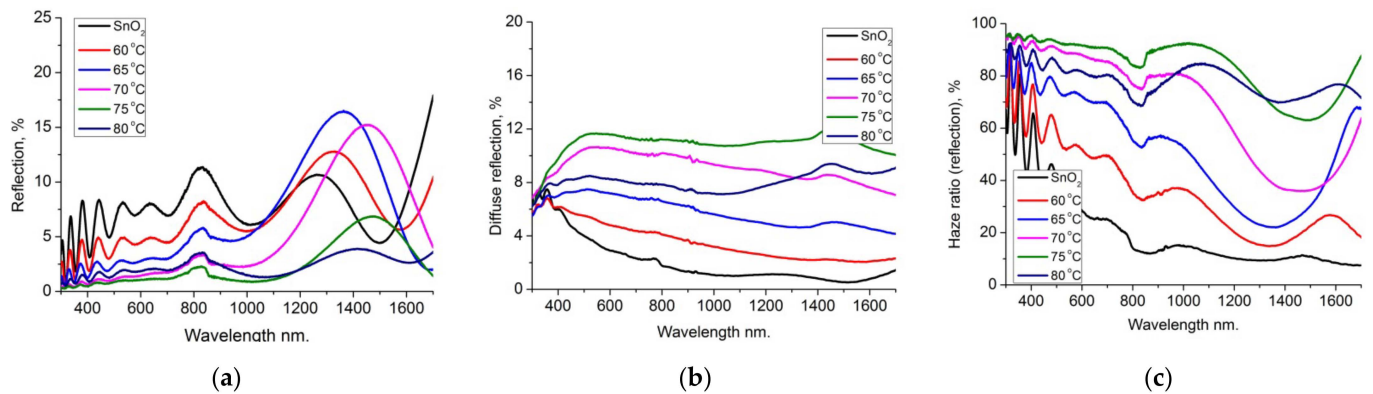 25
20
15
10
5
0
Reflection, %
SnO₂
60°C
65°C
70°C
75°C
80°C
400 600 800 1000 1200 1400 1600
Wavelength nm.
(a)
20
16
12
8
4
0
Diffuse reflection, %
SnO₂
60°C
65°C
70°C
75°C
80°C
400 600 800 1000 1200 1400 1600
Wavelength nm.
(b)
100
80
60
40
20
0
Haze ratio (reflection), %
SnO₂
60°C
65°C
70°C
75°C
80°C
400 600 800 1000 1200 1400 1600
Wavelength nm.
(c)